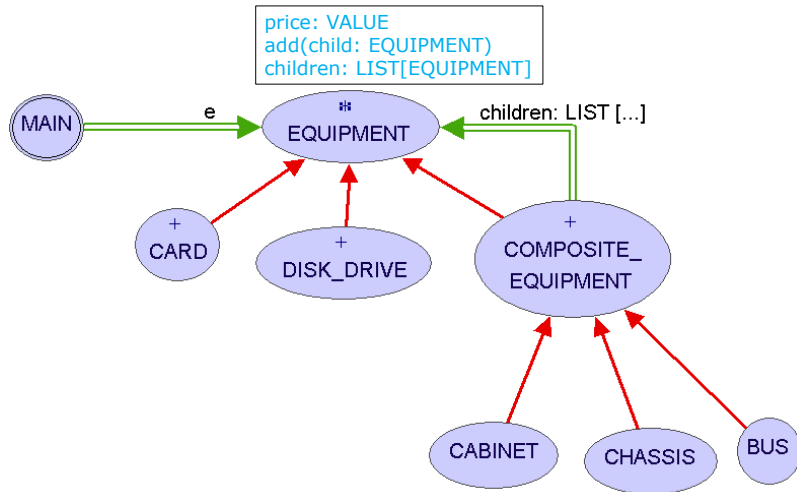 price: VALUE
add(child: EQUIPMENT)
children: LIST[EQUIPMENT]
MAIN
e
*
EQUIPMENT
children: LIST [...]
+
CARD
+
DISK_DRIVE
+
COMPOSITE_
EQUIPMENT
CABINET
CHASSIS
BUS